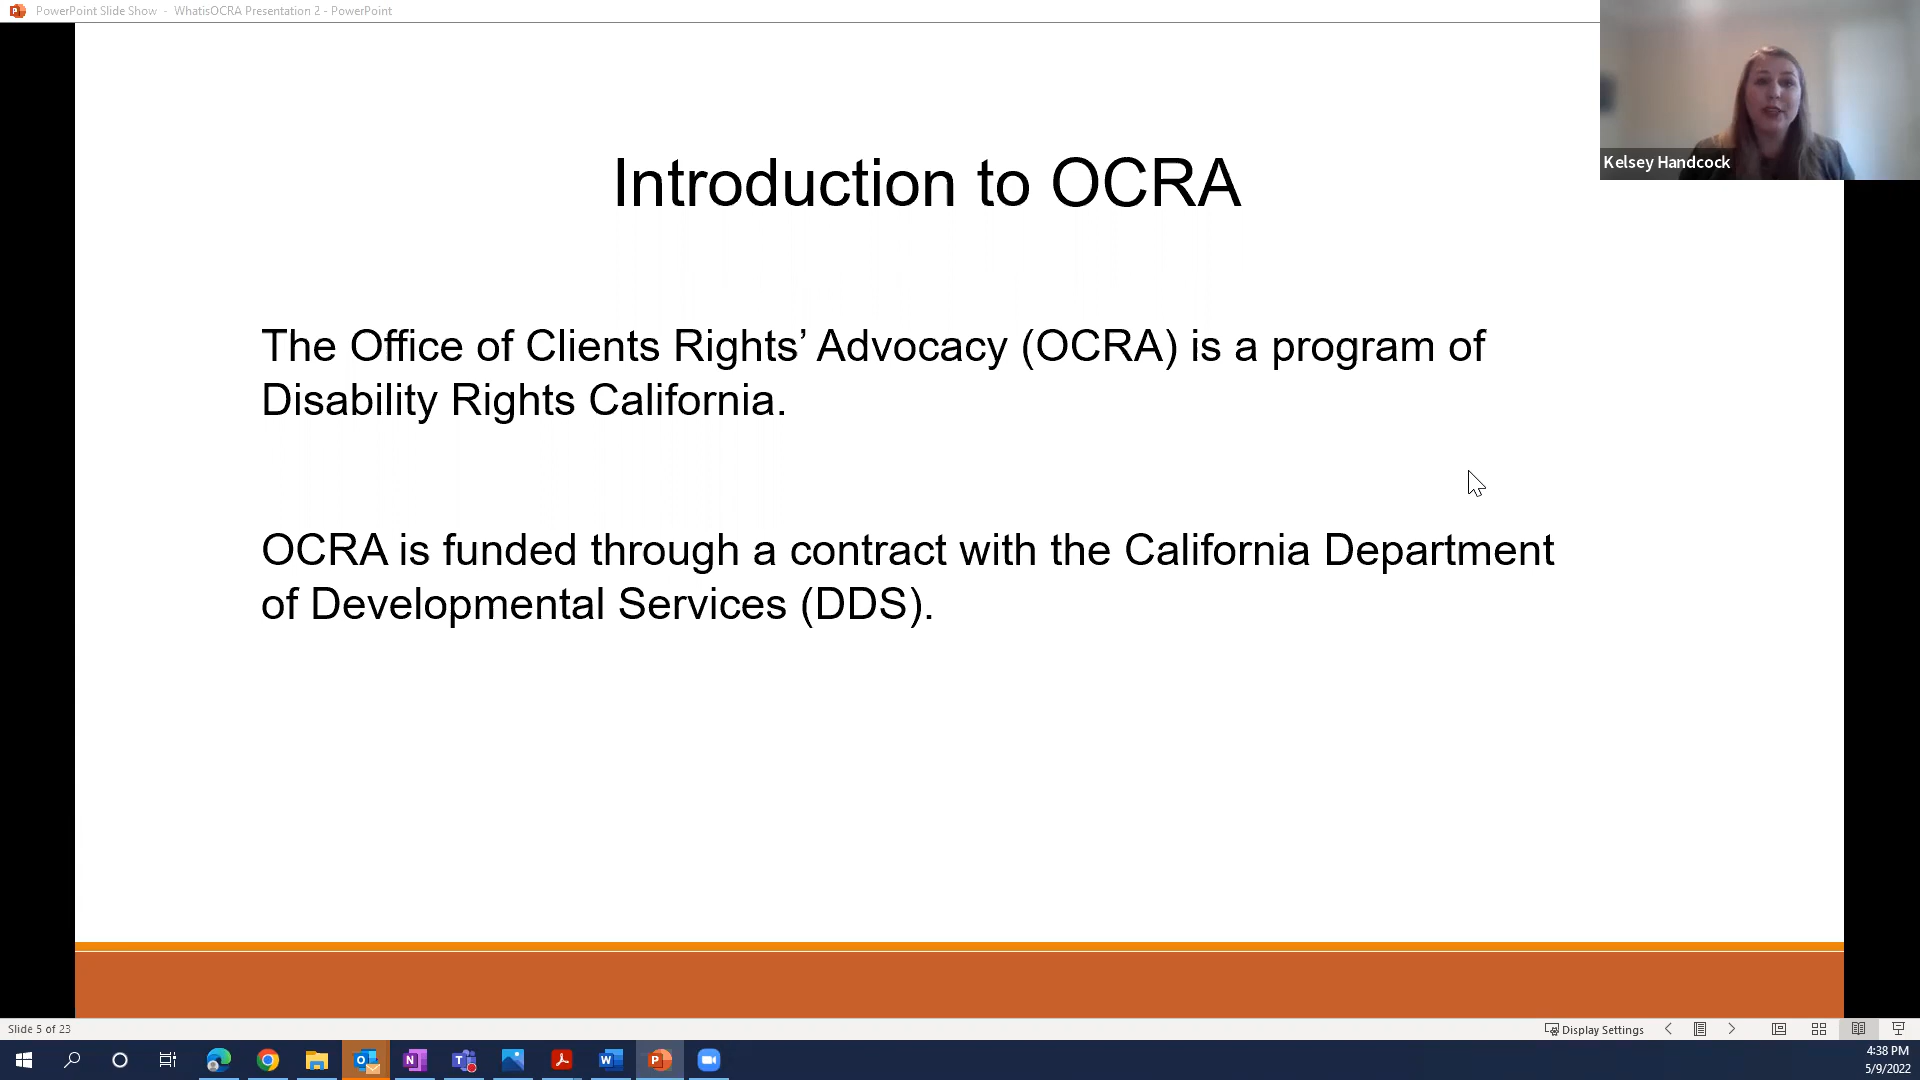 PowerPoint Slide Show - WhatisOCRA Presentation 2 - PowerPoint
Kelsey Handcock
Introduction to OCRA
The Office of Clients Rights’ Advocacy (OCRA) is a program of
Disability Rights California.
OCRA is funded through a contract with the California Department
of Developmental Services (DDS).
Slide 5 of 23
Display Settings
4:38 PM
5/9/2022